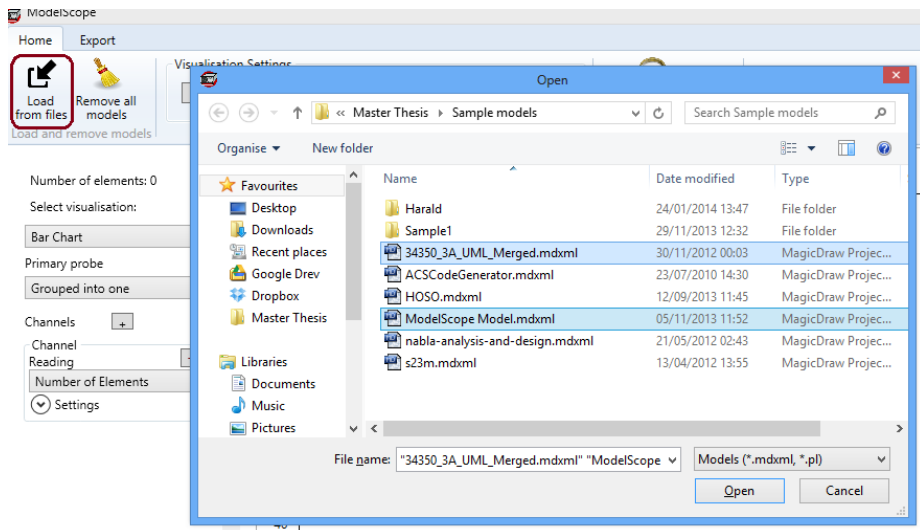 ModelScope
Home Export
Load from files
Remove all models
Load and remove models
Visualisation Settings
Number of elements: 0
Select visualisation:
Bar Chart
Primary probe
Grouped into one
Channels +
Channel
Reading
Number of Elements
Settings
Open
« Master Thesis Sample models
Search Sample models
Organise New folder
Favourites
Desktop
Downloads
Recent places
Google Drev
Dropbox
Master Thesis
Libraries
Documents
Music
Pictures
Name Date modified Type
Harald 24/01/2014 13:47 File folder
Sample1 29/11/2013 12:32 File folder
34350_3A_UML_Merged.mdxml 30/11/2012 00:03 MagicDraw Projec...
ACSCodeGenerator.mdxml 23/07/2010 14:30 MagicDraw Projec...
HOSO.mdxml 12/09/2013 11:45 MagicDraw Projec...
ModelScope Model.mdxml 05/11/2013 11:52 MagicDraw Projec...
nabla-analysis-and-design.mdxml 21/05/2012 02:43 MagicDraw Projec...
s23m.mdxml 13/04/2012 13:55 MagicDraw Projec...
File name: "34350_3A_UML_Merged.mdxml" "ModelScope
Models (*.mdxml, *.pl)
Open Cancel